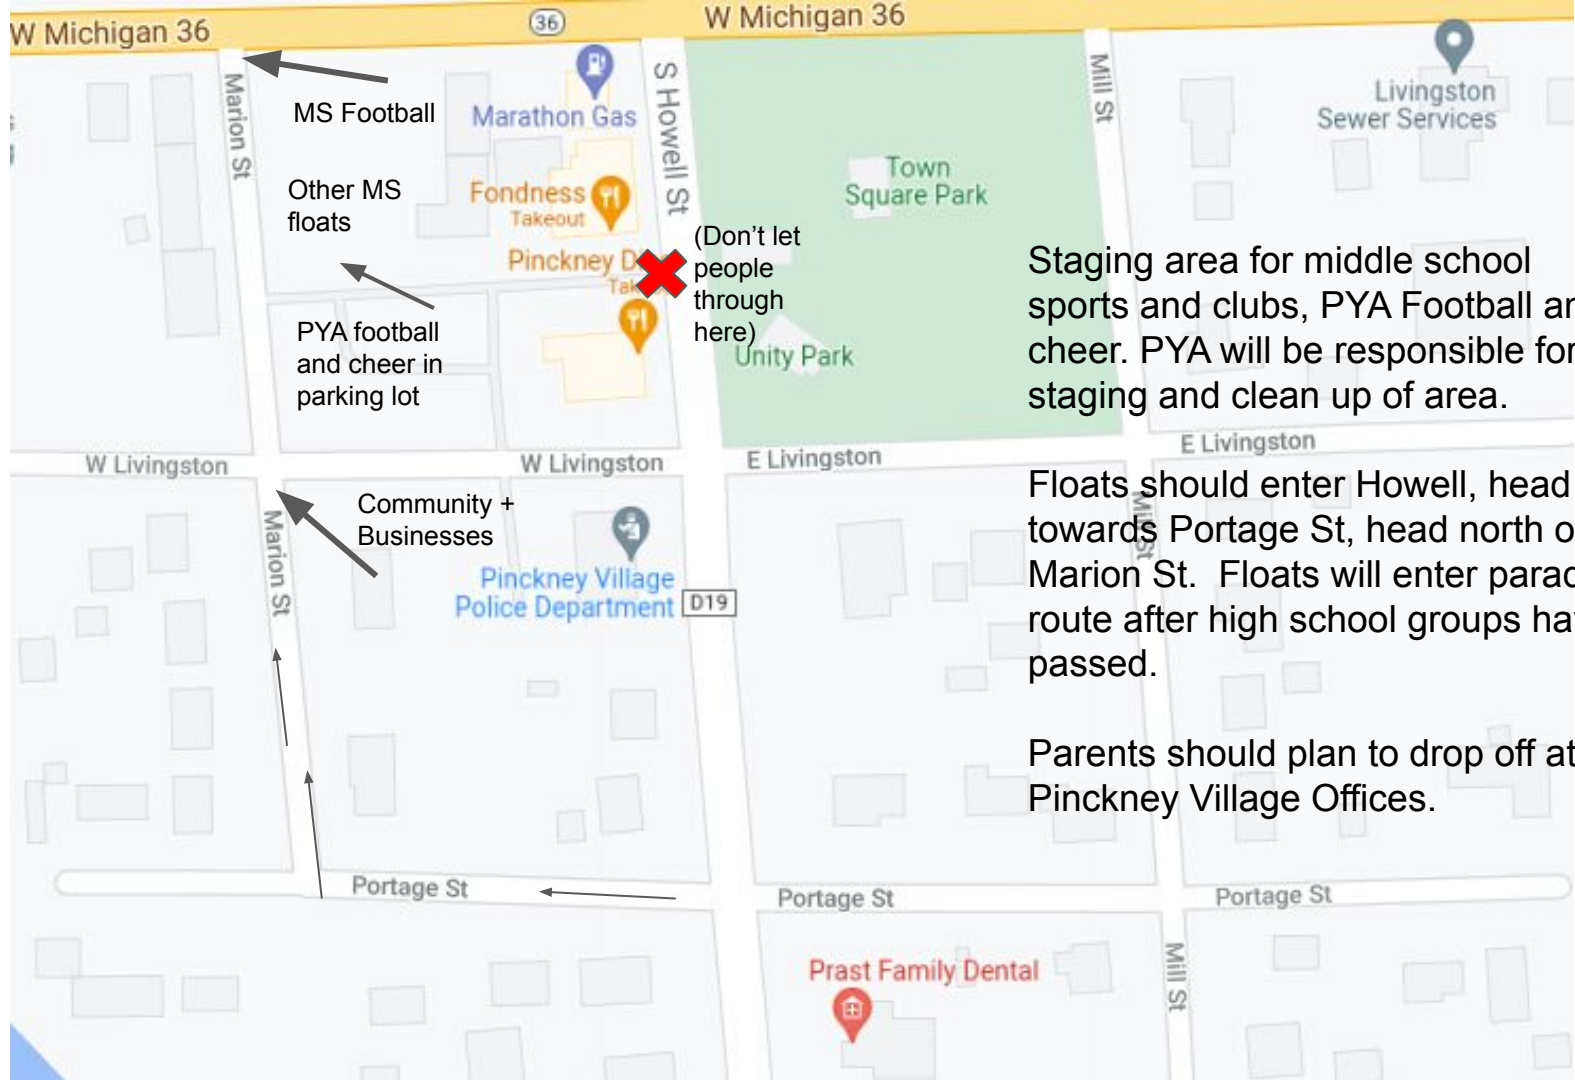 W Michigan 36
36
W Michigan 36
Marion St
MS Football
Marathon Gas
S Howell St
Mill St
Livingston
Sewer Services
Other MS
floats
Fondness
Takeout
Town
Square Park
Pinckney
(Don't let
people
through
here)
PYA football
and cheer in
parking lot
Unity Park
Staging area for middle school
sports and clubs, PYA Football
cheer. PYA will be responsible for
staging and clean up of area.
W Livingston
W Livingston
E Livingston
E Livingston
Community +
Businesses
Marion St
Pinckney Village
Police Department
D19
Mill St
Floats should enter Howell, head
towards Portage St, head north
Marion St. Floats will enter
route after high school groups
passed.
Parents should plan to drop off at
Pinckney Village Offices.
Portage St
Portage St
Portage St
Prast Family Dental
Mill St